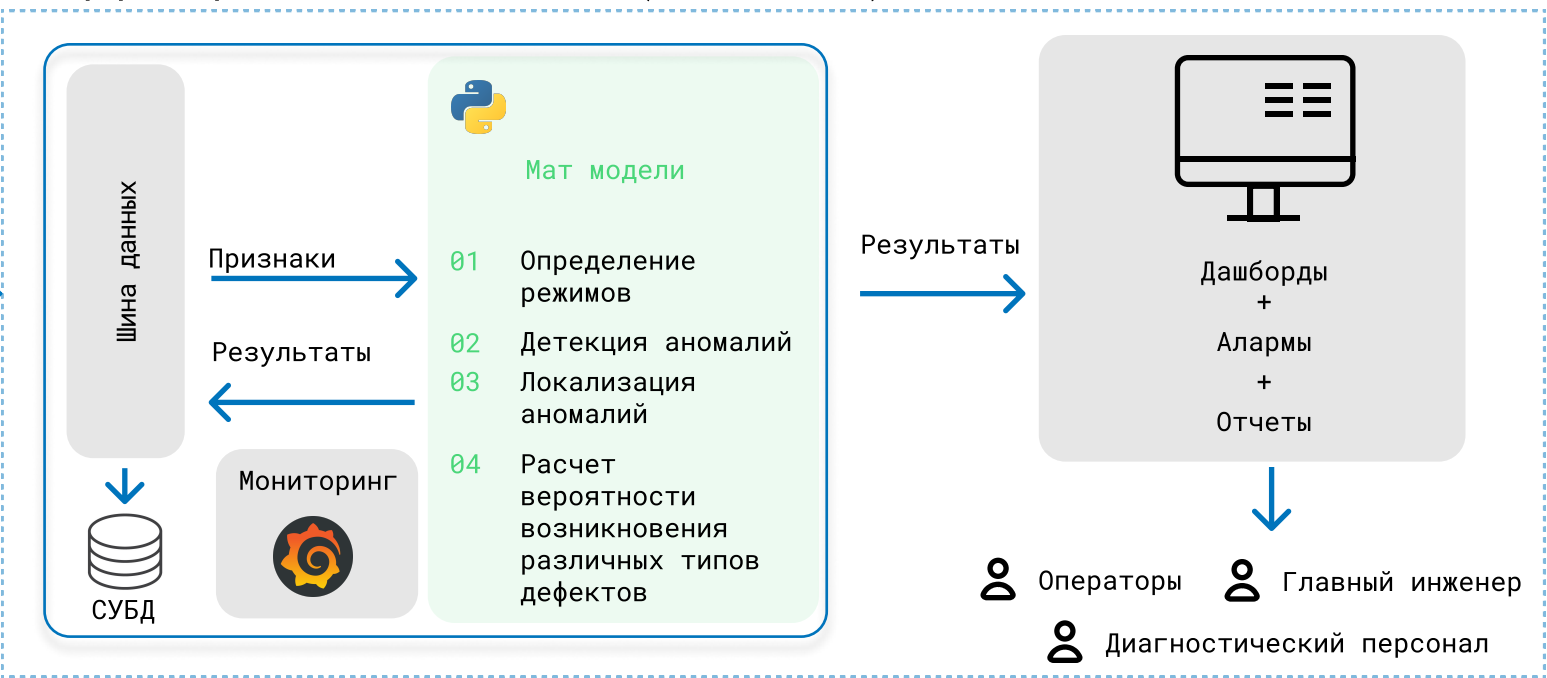 Шина данных
Признаки
Результаты
СУБД
Мониторинг
Мат модели
01 Определение
режимов
02 Детекция аномалий
03 Локализация
аномалий
04 Расчет
вероятности
возникновения
различных типов
дефектов
Результаты
Дашборды
+
Алармы
+
Отчеты
Операторы
Главный инженер
Диагностический персонал